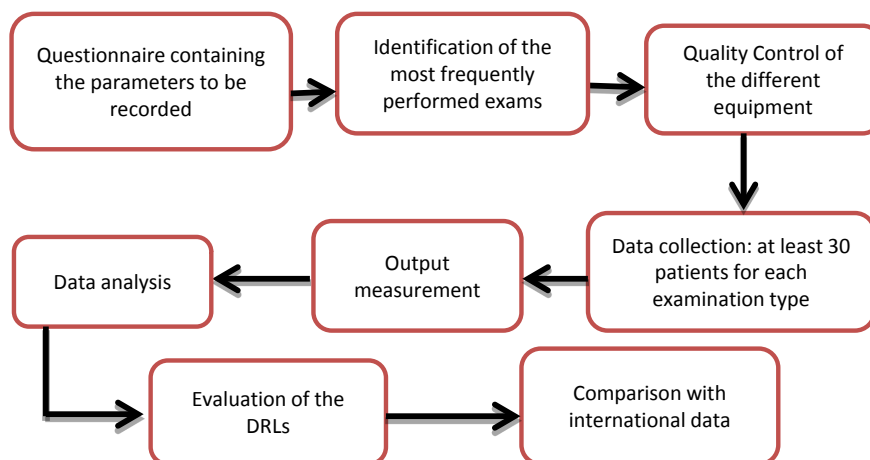 Questionnaire containing
the parameters to be
recorded
Identification of the
most frequently
performed exams
Quality Control of
the different
equipment
Data collection: at least 30
patients for each
examination type
Output
measurement
Data analysis
Evaluation of the
DRLs
Comparison with
international data